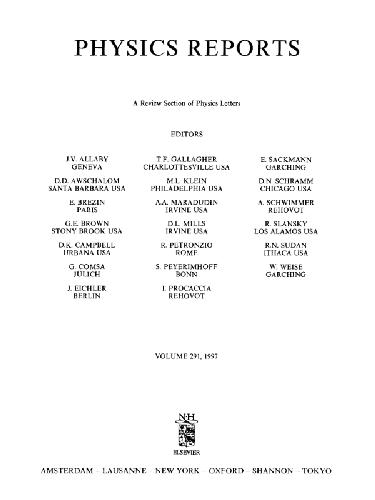 PHYSICS REPORTS
A Review Section of Physics Letters
EDITORS
J.V. ALLABY
GENEVA
D.D. AWSCHALOM
SANTA BARBARA USA
E. BREZIN
PARIS
G.E. BROWN
STONY BROOK USA
D.K. CAMPBELL
URBANA USA
G. COMSA
JÜLICH
J. EICHLER
BERLIN
T.F. GALLAGHER
CHARLOTTESVILLE USA
M.L. KLEIN
PHILADELPHIA USA
A.A. MARADUDIN
IRVINE USA
D.L. MILLS
IRVINE USA
R. PETRONZIO
ROME
S. PEYERIMHOFF
BONN
I. PROCACCIA
REHOVOT
E. SACKMANN
GARCHING
D.N. SCHRAMM
CHICAGO USA
A. SCHWIMMER
REHOVOT
R. SLANSKY
LOS ALAMOS USA
R.N. SUDAN
ITHACA USA
W. WEISE
GARCHING
VOLUME 291, 1997
N-H
ELSEVIER
AMSTERDAM – LAUSANNE – NEW YORK – OXFORD – SHANNON – TOKYO